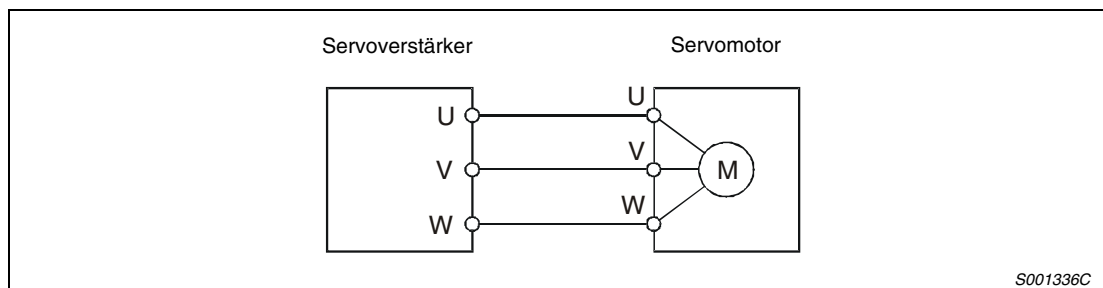 Servoverstärker Servomotor
U U
V V M
W W
S001336C